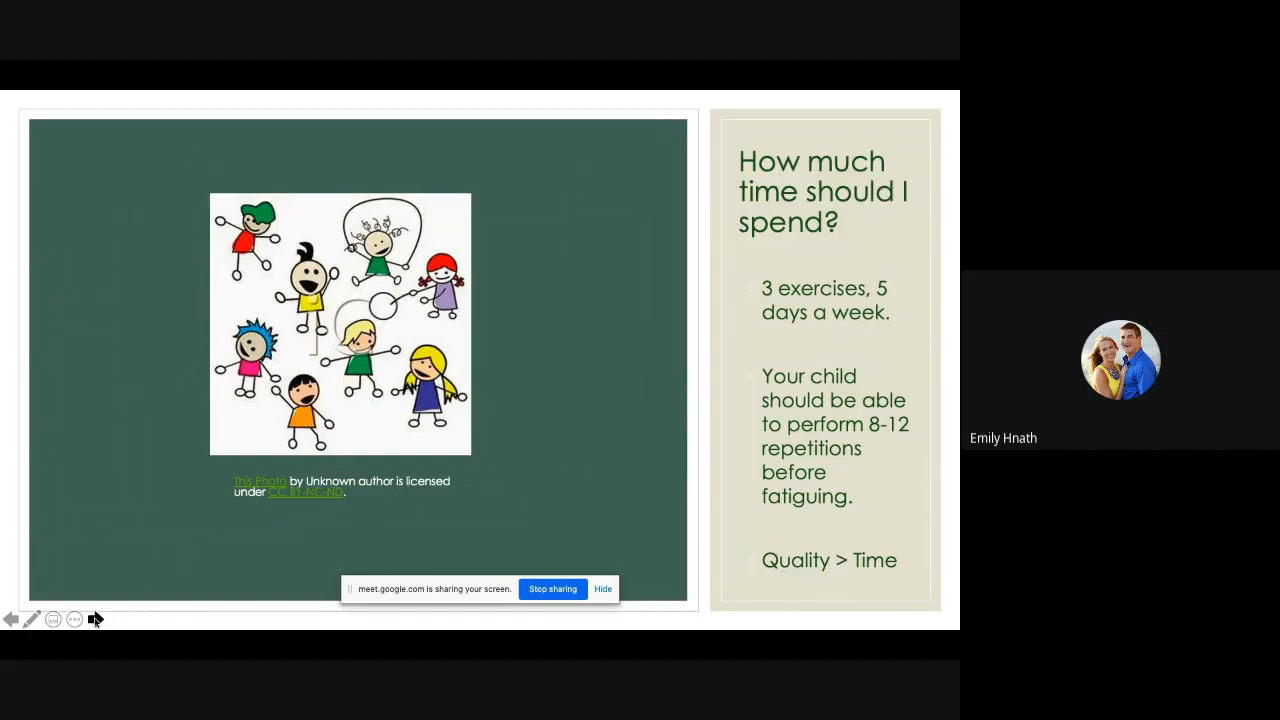 How much
time should I
spend?
3 exercises, 5
days a week.
Your child
should be able
to perform 8-12
repetitions
before
fatiguing.
Quality > Time
This Photo by Unknown author is licensed
under CC BY-NC-ND.
meet.google.com is sharing your screen. Stop sharing Hide
Emily Hnath